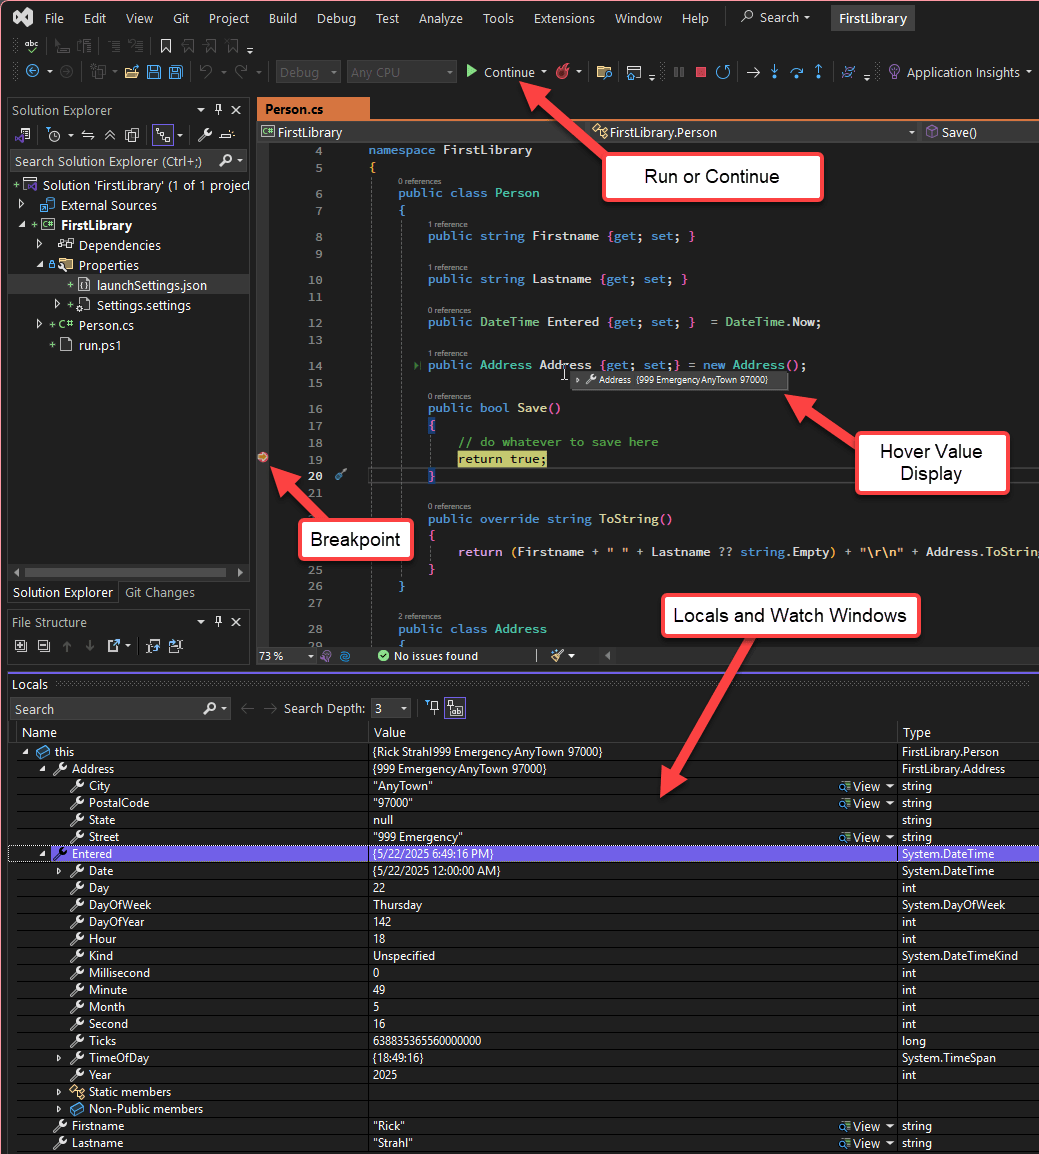 File Edit View Git Project Build Debug Test Analyze Tools Extensions Window Help Search FirstLibrary
abc
Debug Any CPU Continue Application Insights
Solution Explorer
Search Solution Explorer (Ctrl+;)
Solution 'FirstLibrary' (1 of 1 project
External Sources
FirstLibrary
Dependencies
Properties
launchSettings.json
Settings.settings
C# Person.cs
run.ps1
Solution Explorer Git Changes
File Structure
Person.cs
C# FirstLibrary FirstLibrary.Person Save()
Run or Continue
4 namespace FirstLibrary
5 {
0 references
6 public class Person
7 {
1 reference
8 public string Firstname {get; set; }
9
1 reference
10 public string Lastname {get; set; }
11
0 references
12 public DateTime Entered {get; set; } = DateTime.Now;
13
1 reference
14 public Address Address {get; set;} = new Address();
Address {999 EmergencyAnyTown 97000}
15
0 references
16 public bool Save()
17 {
18 // do whatever to save here
19 return true;
20 }
21
Hover Value
Display
Breakpoint
0 references
public override string ToString()
{
return (Firstname + " " + Lastname ?? string.Empty) + "\r\n" + Address.ToString
25 }
26 }
27
2 references
28 public class Address
29 {
Locals and Watch Windows
73 % No issues found
Locals
Search Search Depth: 3
Name Value Type
this {Rick Strahl999 EmergencyAnyTown 97000} FirstLibrary.Person
Address {999 EmergencyAnyTown 97000} FirstLibrary.Address
City "AnyTown" View string
PostalCode "97000" View string
State null string
Street "999 Emergency" View string
Entered {5/22/2025 6:49:16 PM} System.DateTime
Date {5/22/2025 12:00:00 AM} System.DateTime
Day 22 int
DayOfWeek Thursday System.DayOfWeek
DayOfYear 142 int
Hour 18 int
Kind Unspecified System.DateTimeKind
Millisecond 0 int
Minute 49 int
Month 5 int
Second 16 int
Ticks 638835365560000000 long
TimeOfDay {18:49:16} System.TimeSpan
Year 2025 int
Static members
Non-Public members
Firstname "Rick" View string
Lastname "Strahl" View string